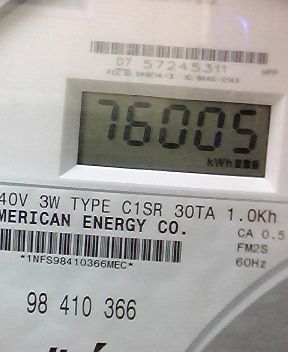 07 57245311
76005
kWh
40V 3W TYPE C1SR 30TA 1.0Kh
MERICAN ENERGY CO.
CA 0.5
FM2S
60Hz
*1NFS98410366MEC*
98 410 366